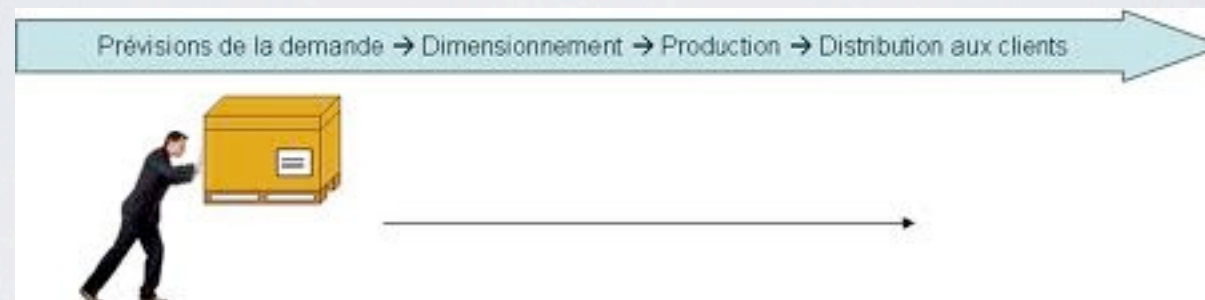 Prévisions de la demande → Dimensionnement → Production → Distribution aux clients